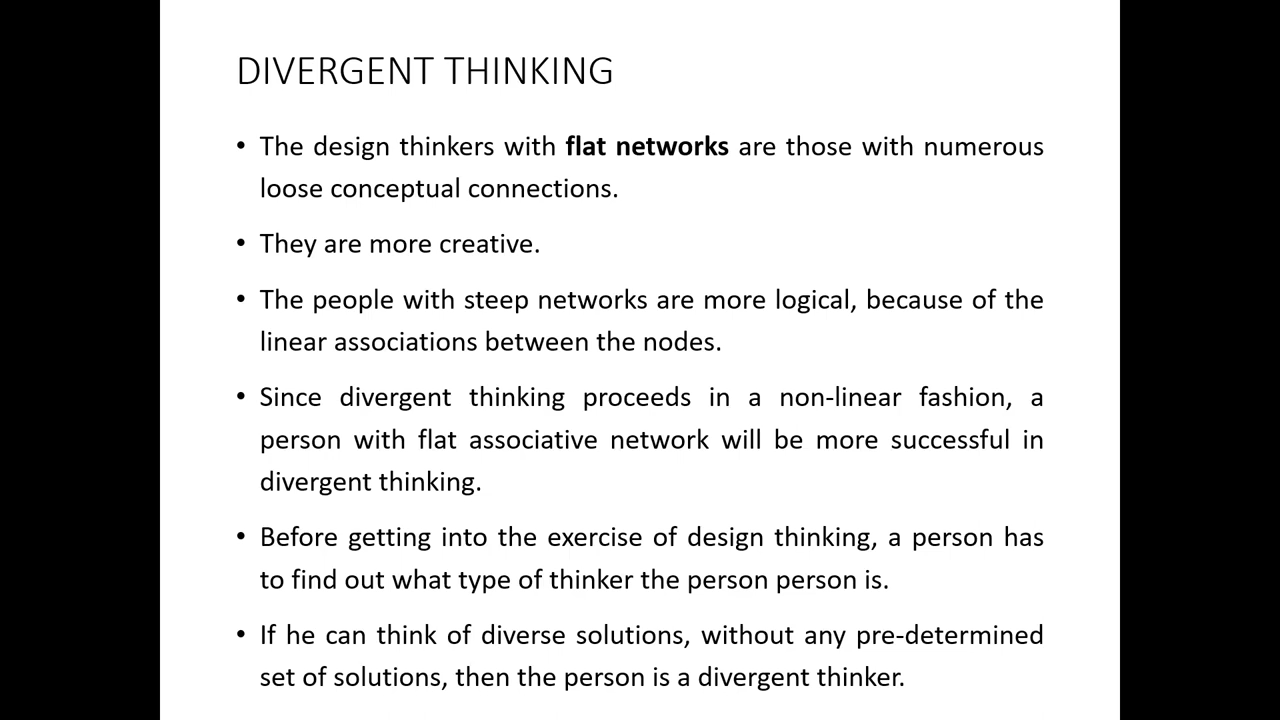 DIVERGENT THINKING
• The design thinkers with flat networks are those with numerous
loose conceptual connections.
• They are more creative.
• The people with steep networks are more logical, because of the
linear associations between the nodes.
• Since divergent thinking proceeds in a non-linear fashion, a
person with flat associative network will be more successful in
divergent thinking.
• Before getting into the exercise of design thinking, a person has
to find out what type of thinker the person person is.
• If he can think of diverse solutions, without any pre-determined
set of solutions, then the person is a divergent thinker.